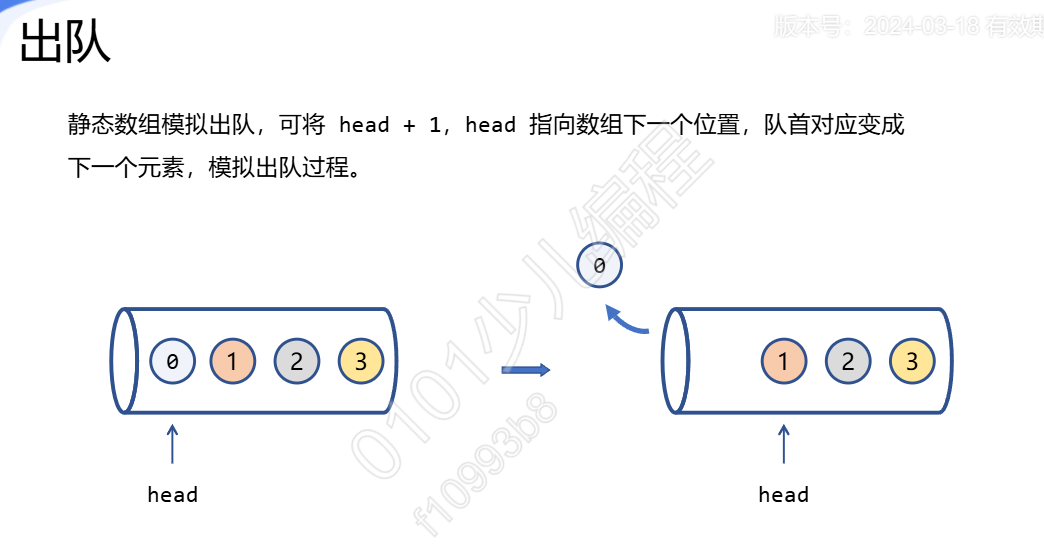 版本号：2024-03-18 有效
出队
静态数组模拟出队，可将 head + 1，head 指向数组下一个位置，队首对应变成
下一个元素，模拟出队过程。
0
0 1 2 3
1 2 3
head
head
0101少儿编程
f10993b8